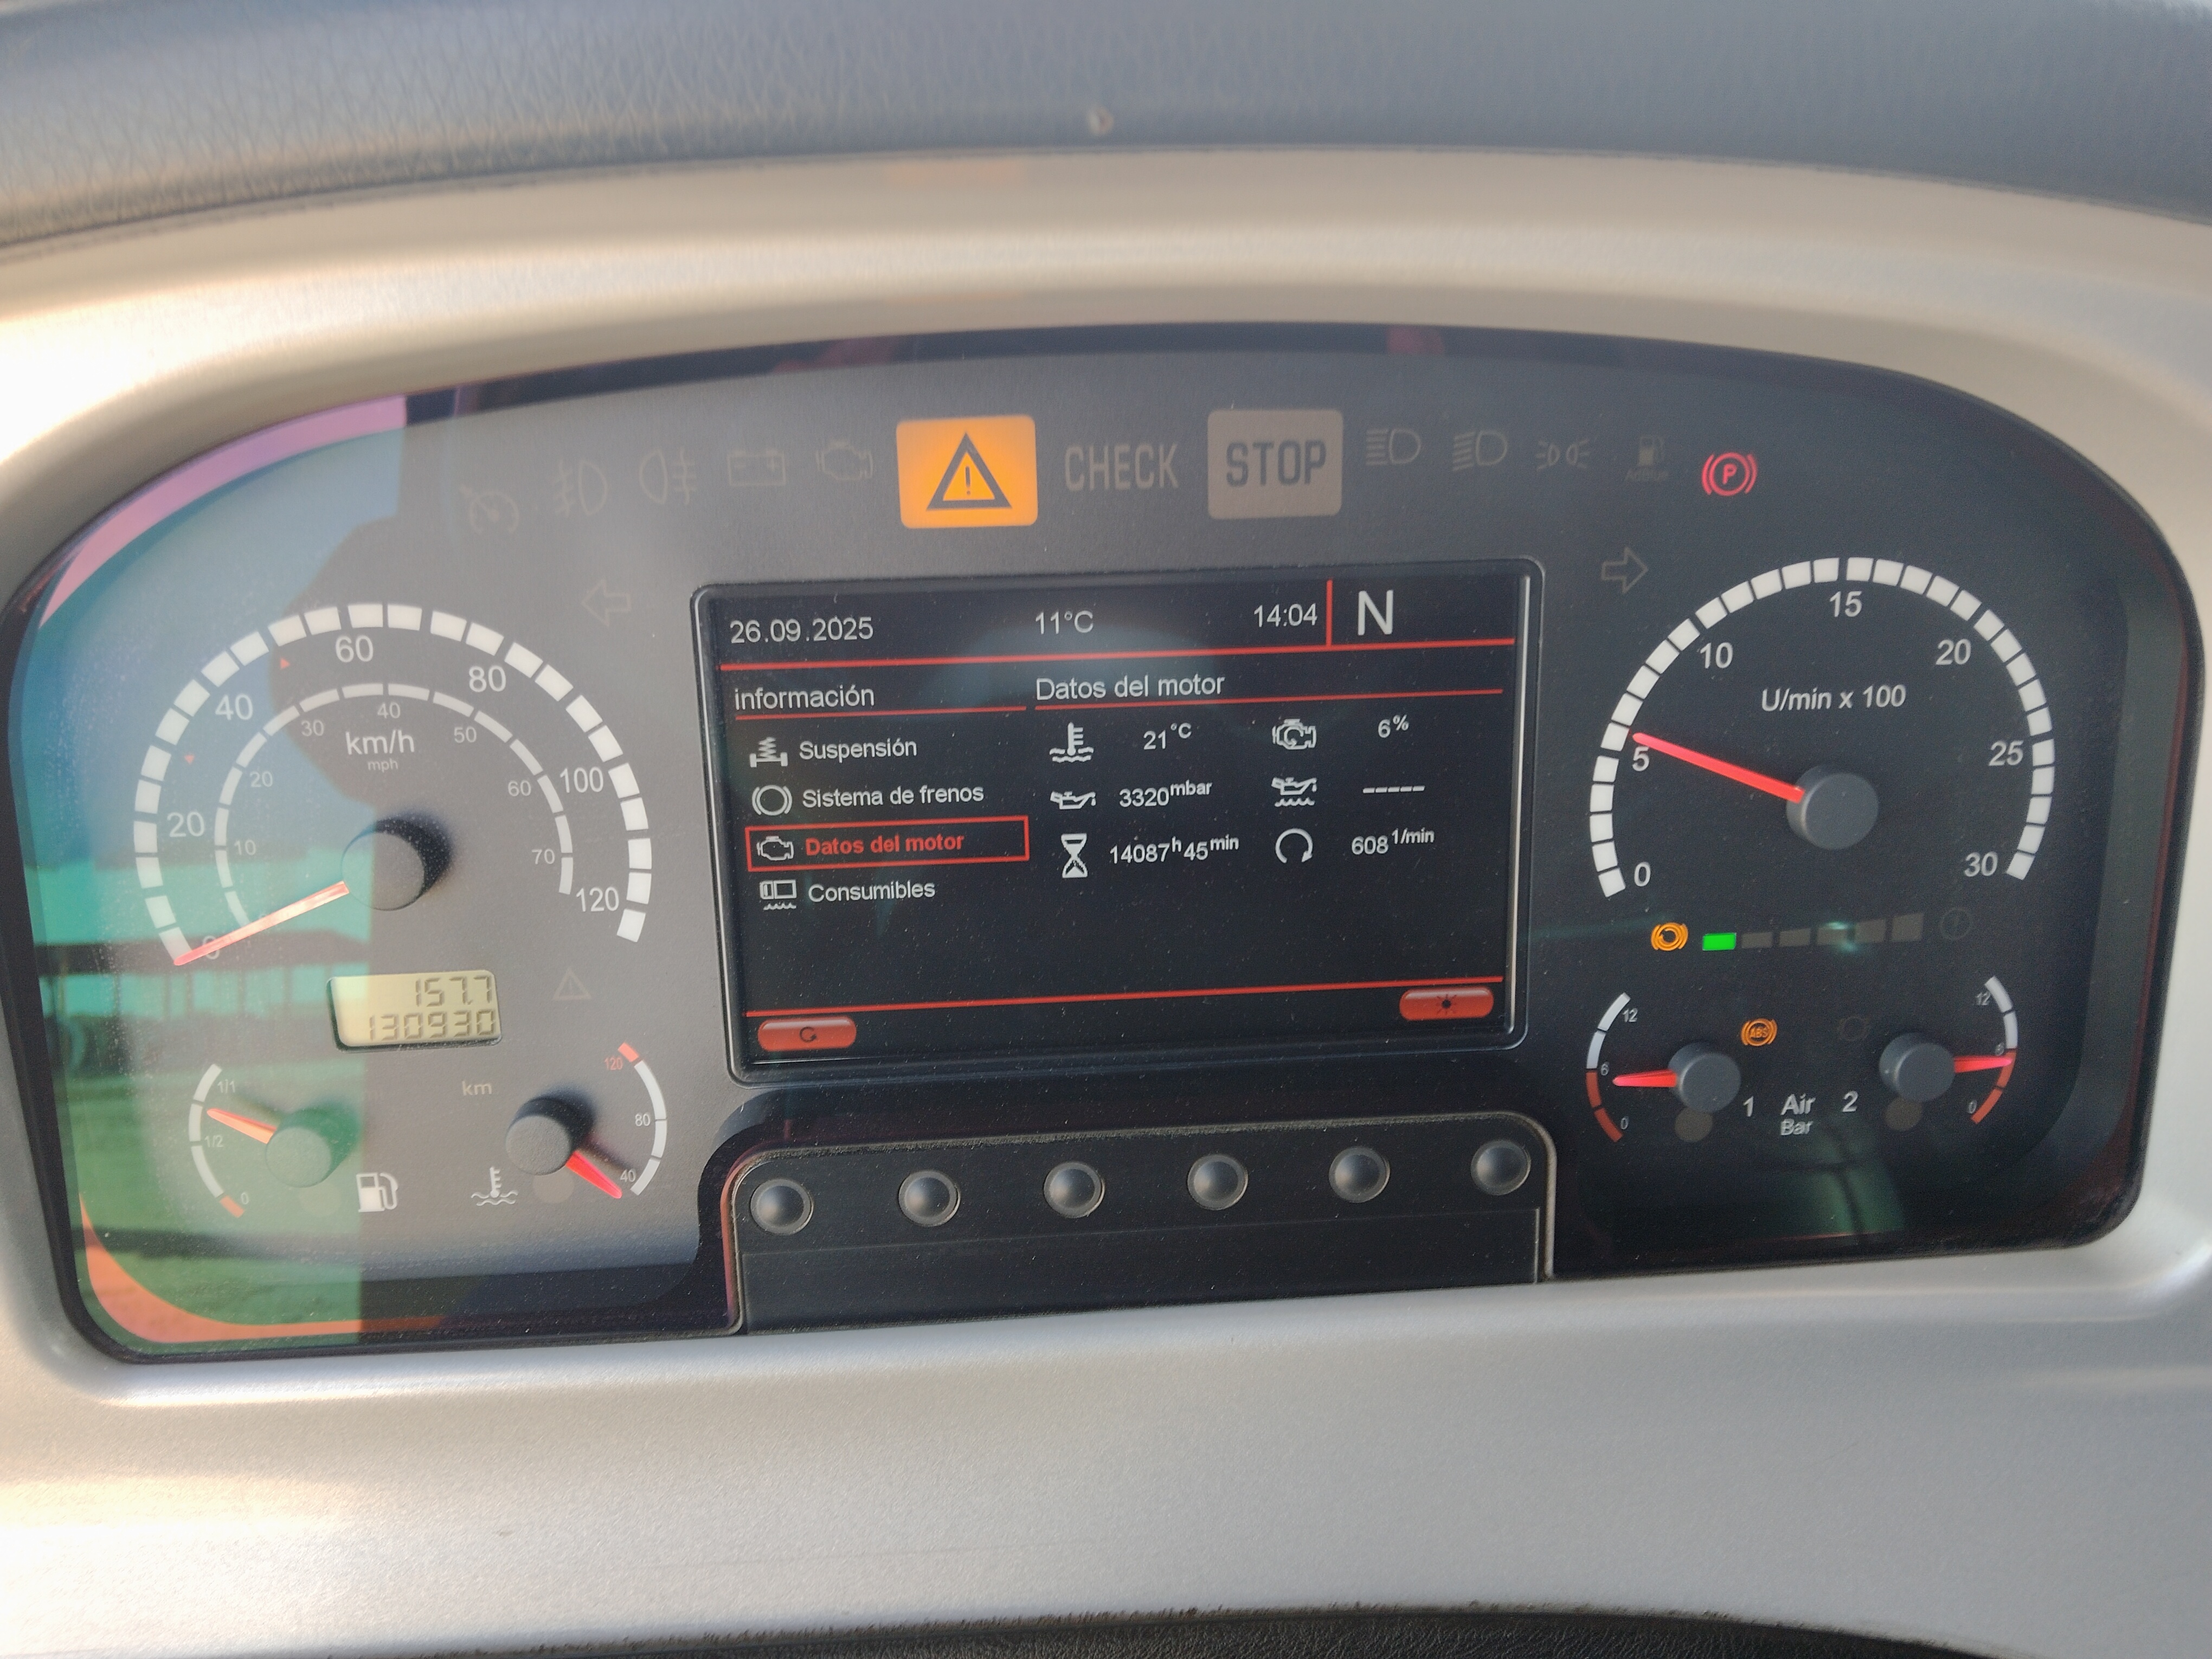 CHECK STOP
AdBlue
P
26.09.2025 11°C 14:04 N
información
Suspensión
Sistema de frenos
Datos del motor
Consumibles
Datos del motor
21°C 6%
3320mbar -----
14087h45min 608 1/min
0 20 40 60 80 100 120
km/h
mph
10 20 30 40 50 60 70
157.7
130930
km
1/1
1/2
0
120
80
40
0 5 10 15 20 25 30
U/min x 100
12
6
0
ABS
1 Air 2
Bar
12
0